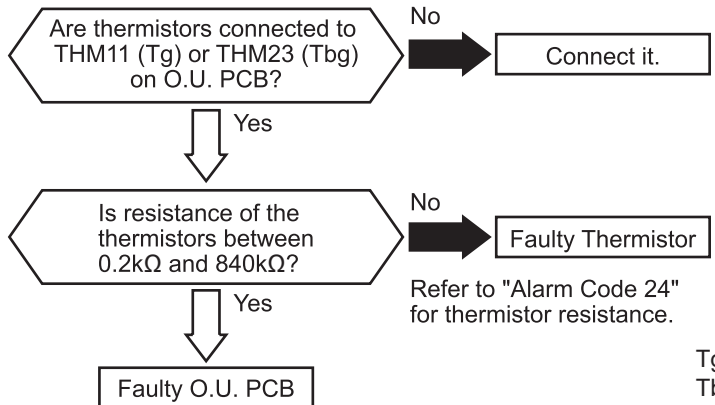 Are thermistors connected to
THM11 (Tg) or THM23 (Tbg)
on O.U. PCB?
No
Connect it.
Yes
Is resistance of the
thermistors between
0.2kΩ and 840kΩ?
No
Faulty Thermistor
Refer to "Alarm Code 24"
for thermistor resistance.
Yes
Faulty O.U. PCB
Tg
Tb